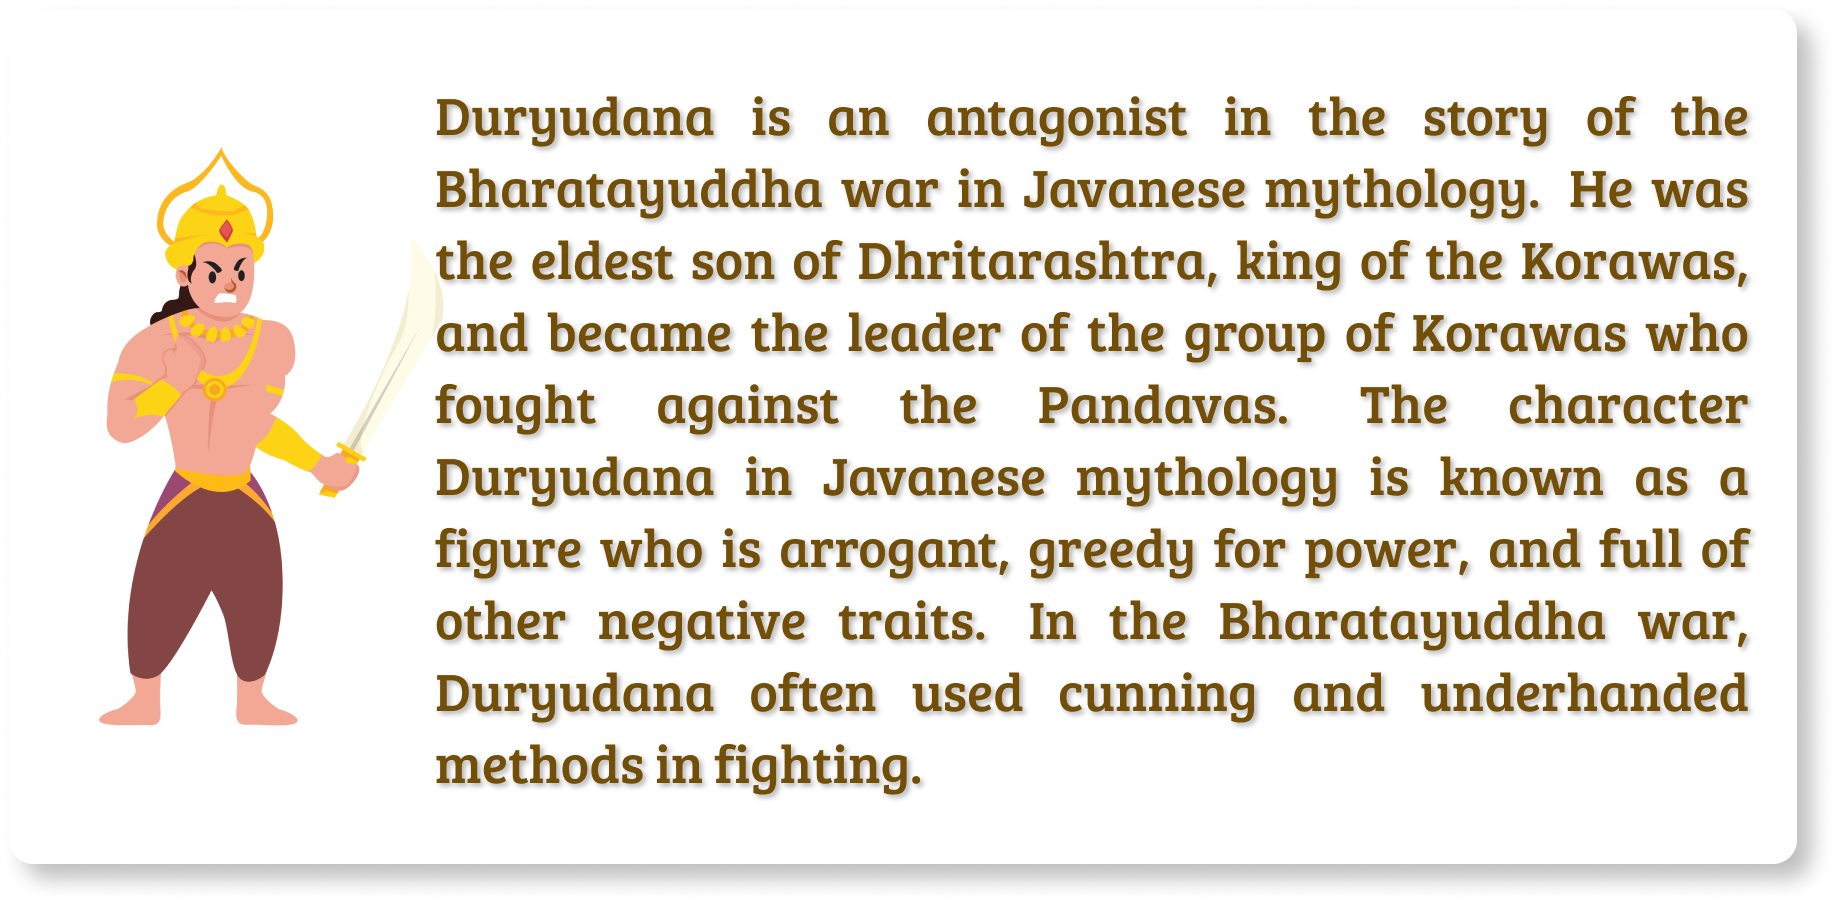 Duryudana is an antagonist in the story of the
Bharatayuddha war in Javanese mythology. He was
the eldest son of Dhritarashtra, king of the Korawas,
and became the leader of the group of Korawas who
fought against the Pandavas. The character
Duryudana in Javanese mythology is known as a
figure who is arrogant, greedy for power, and full of
other negative traits. In the Bharatayuddha war,
Duryudana often used cunning and underhanded
methods in fighting.